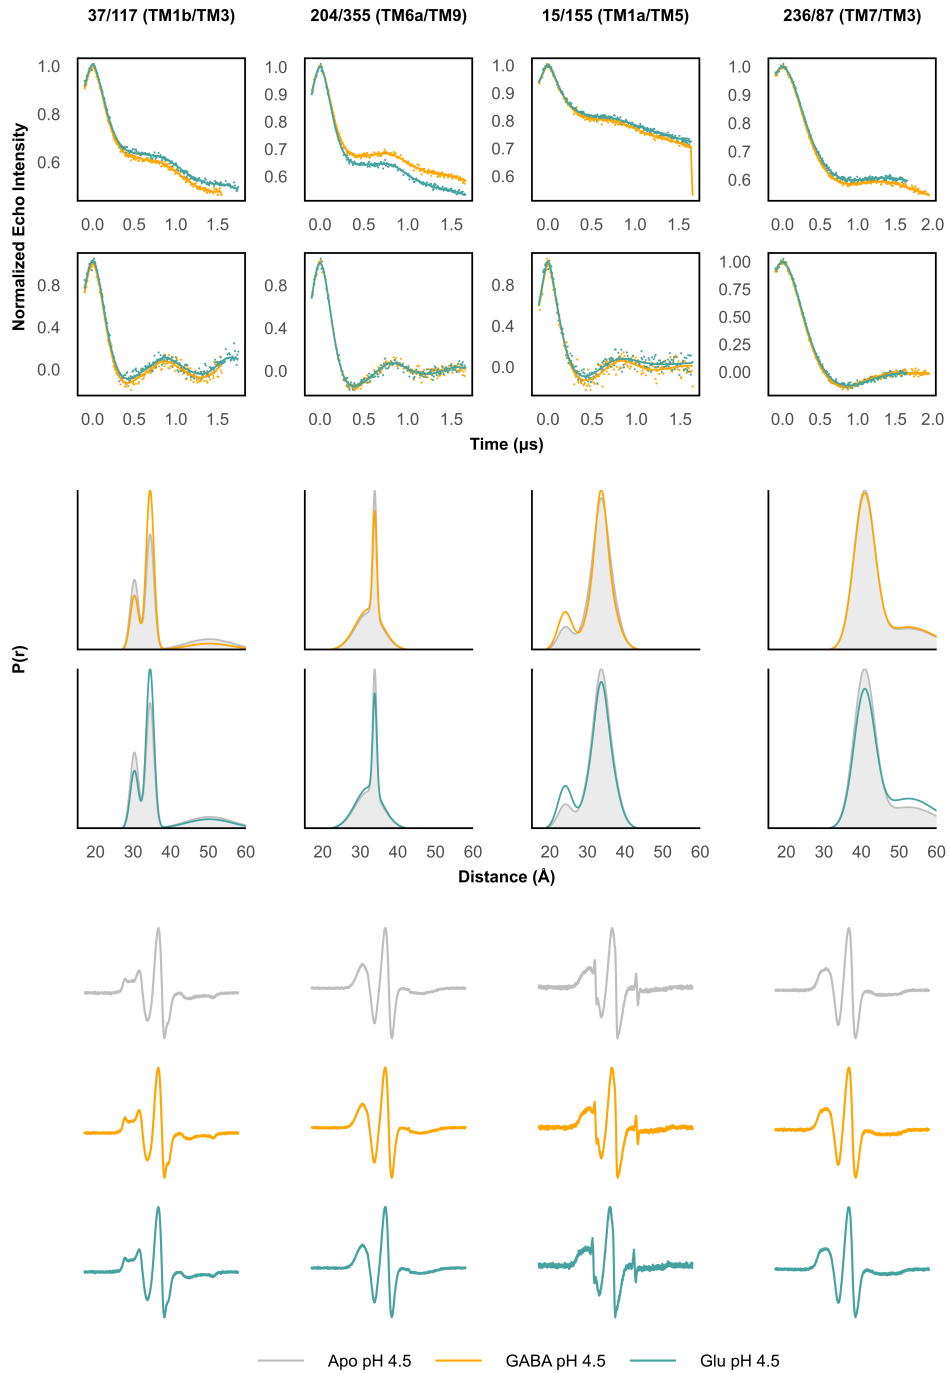 37/117 (TM1b/TM3) 204/355 (TM6a/TM9) 15/155 (TM1a/TM5) 236/87 (TM7/TM3)
Normalized Echo Intensity
1.0 0.8 0.6
0.0 0.5 1.0 1.5
1.0 0.9 0.8 0.7 0.6
0.0 0.5 1.0 1.5
1.0 0.9 0.8 0.7 0.6
0.0 0.5 1.0 1.5
1.0 0.9 0.8 0.7 0.6
0.0 0.5 1.0 1.5 2.0
0.8 0.4 0.0
0.0 0.5 1.0 1.5
0.8 0.4 0.0
0.0 0.5 1.0 1.5
0.8 0.4 0.0
0.0 0.5 1.0 1.5
1.00 0.75 0.50 0.25 0.00
0.0 0.5 1.0 1.5 2.0
Time (µs)
P(r)
20 30 40 50 60 20 30 40 50 60 20 30 40 50 60 20 30 40 50 60
Distance (Å)
Apo pH 4.5 GABA pH 4.5 Glu pH 4.5